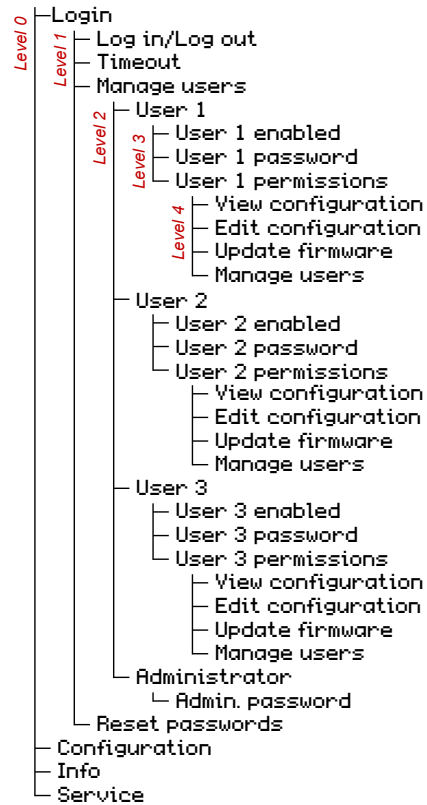 Login
Log in/Log out
Timeout
Manage users
User 1
User 1 enabled
User 1 password
User 1 permissions
View configuration
Edit configuration
Update firmware
Manage users
User 2
User 2 enabled
User 2 password
User 2 permissions
View configuration
Edit configuration
Update firmware
Manage users
User 3
User 3 enabled
User 3 password
User 3 permissions
View configuration
Edit configuration
Update firmware
Manage users
Administrator
Admin. password
Reset passwords
Configuration
Info
Service
Level 0
Level 1
Level 2
Level 3
Level 4